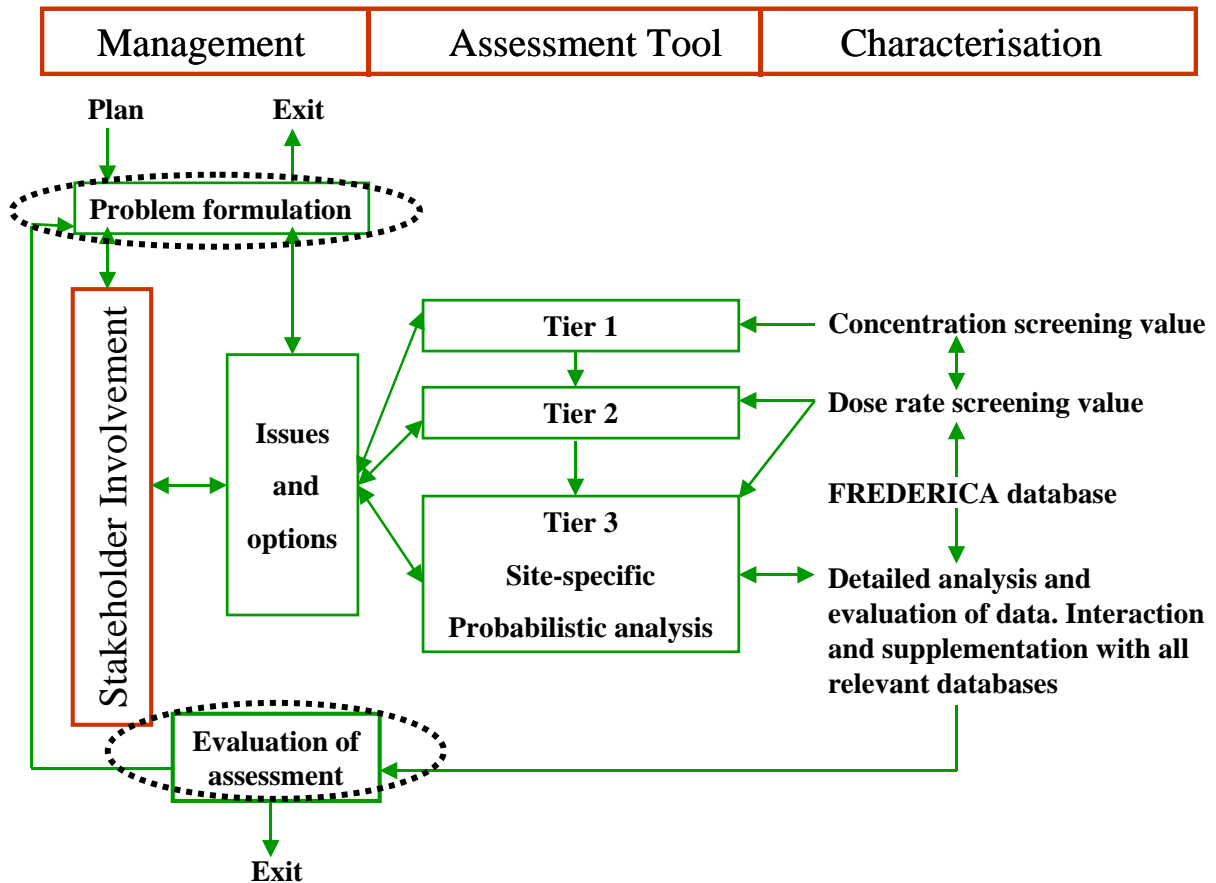 Management
Assessment Tool
Characterisation
Plan
Exit
Problem formulation
Stakeholder Involvement
Issues
and
options
Tier 1
Tier 2
Tier 3
Site-specific
Probabilistic analysis
Concentration screening value
Dose rate screening value
FREDERICA database
Detailed analysis and
evaluation of data. Interaction
and supplementation with all
relevant databases
Evaluation of
assessment
Exit